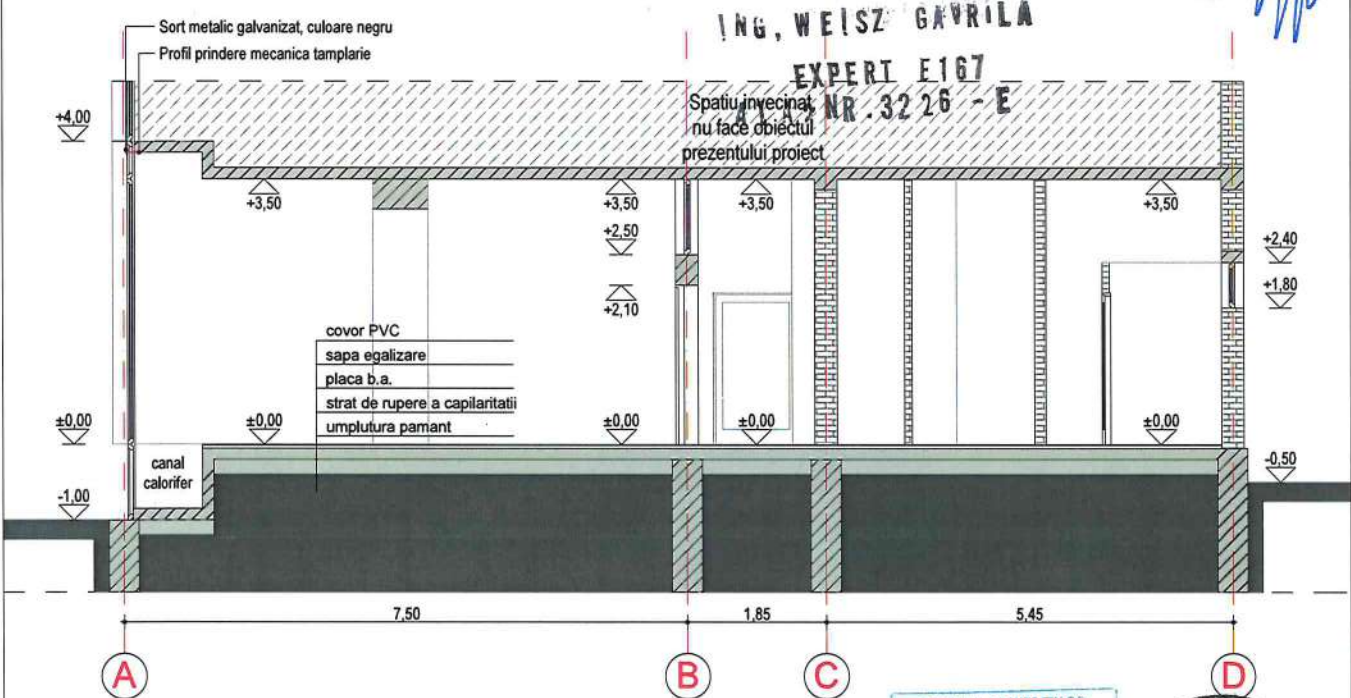 ING. WEISZ GAVRILA
EXPERT E167
NR. 3226 - E
Sort metalic galvanizat, culoare negru
Profil prindere mecanica tamplarie
Spatiu invecinat,
nu face obiectul
prezentului proiect
+4,00
+3,50
+3,50
+3,50
+3,50
+2,50
+2,40
+2,10
+1,80
covor PVC
sapa egalizare
placa b.a.
strat de rupere a capilaritatii
umplutura pamant
±0,00
±0,00
±0,00
±0,00
±0,00
canal
calorifer
-0,50
-1,00
7,50
1,85
5,45
A
B
C
D